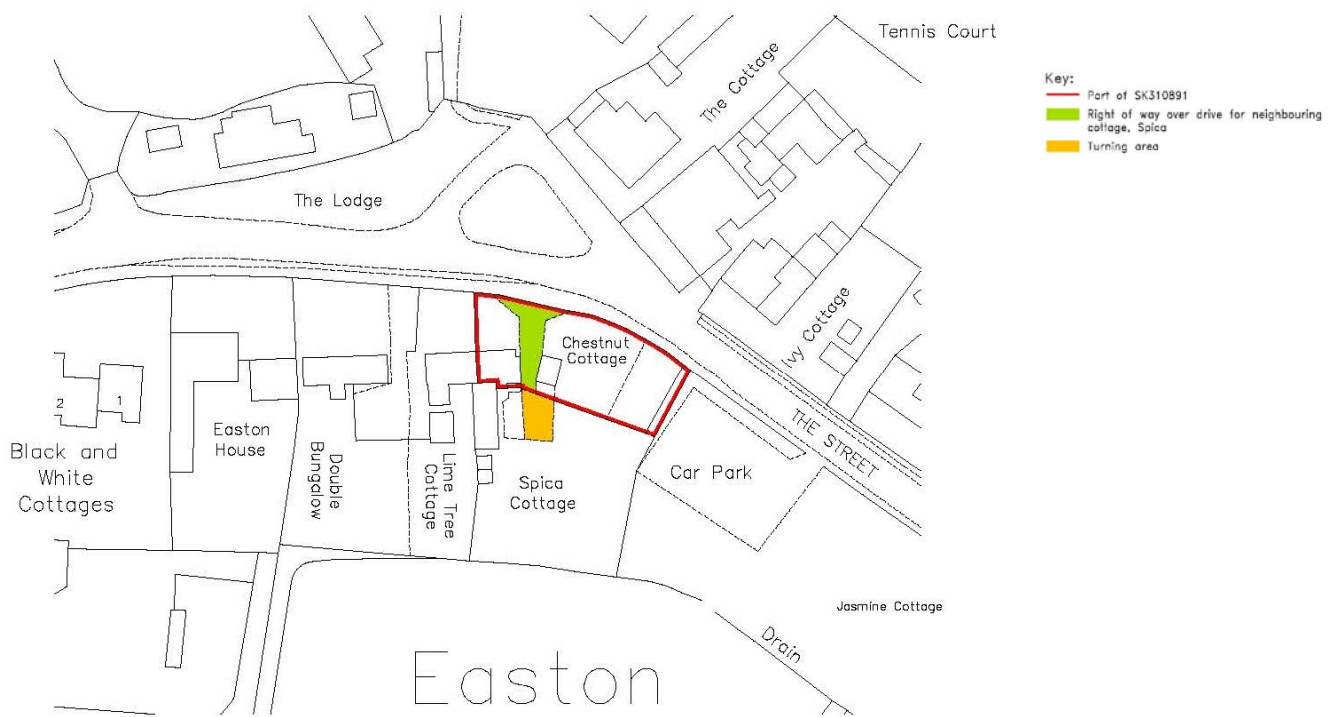 Tennis Court
The Cottage
Key:
Part of SK310891
Right of way over drive for neighbouring
cottage, Spica
Turning area
The Lodge
Ivy Cottage
Chestnut
Cottage
THE STREET
2
1
Black and
White
Cottages
Easton
House
Double
Bungalow
Lime Tree
Cottage
Spica
Cottage
Car Park
Jasmine Cottage
Drain
Easton